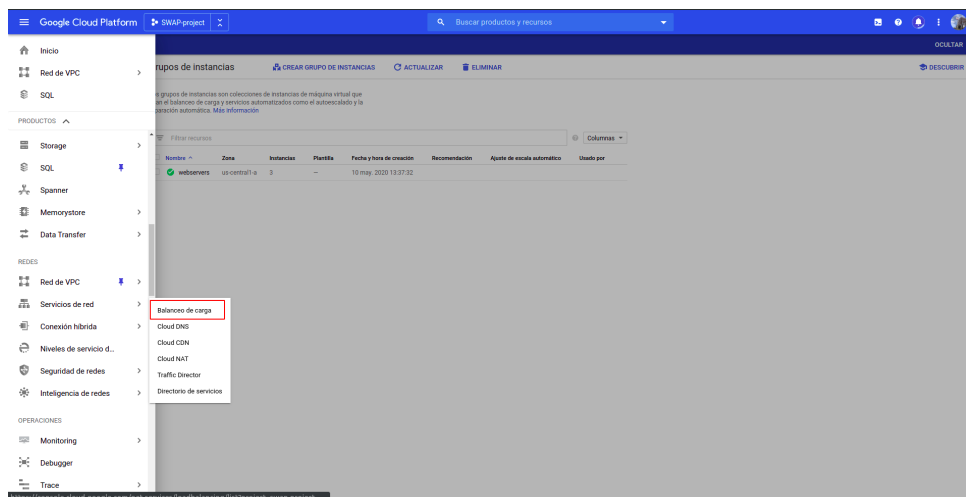 Google Cloud Platform
SWAP-project
Buscar productos y recursos
OCULTAR
Inicio
Red de VPC
SQL
PRODUCTOS
Storage
SQL
Spanner
Memorystore
Data Transfer
REDES
Red de VPC
Servicios de red
Conexión híbrida
Niveles de servicio d...
Seguridad de redes
Inteligencia de redes
OPERACIONES
Monitoring
Debugger
Trace
Balanceo de carga
Cloud DNS
Cloud CDN
Cloud NAT
Traffic Director
Directorio de servicios
rupos de instancias
CREAR GRUPO DE INSTANCIAS
ACTUALIZAR
ELIMINAR
DESCUBRIR
s grupos de instancias son colecciones de instancias de máquina virtual que
an el balanceo de carga y servicios automatizados como el autoescalado y la
paración automática. Más información
Filtrar recursos
Columnas
Nombre Zona Instancias Plantilla Fecha y hora de creación Recomendación Ajuste de escala automático Usado por
webservers us-central1-a 3 — 10 may. 2020 13:37:32